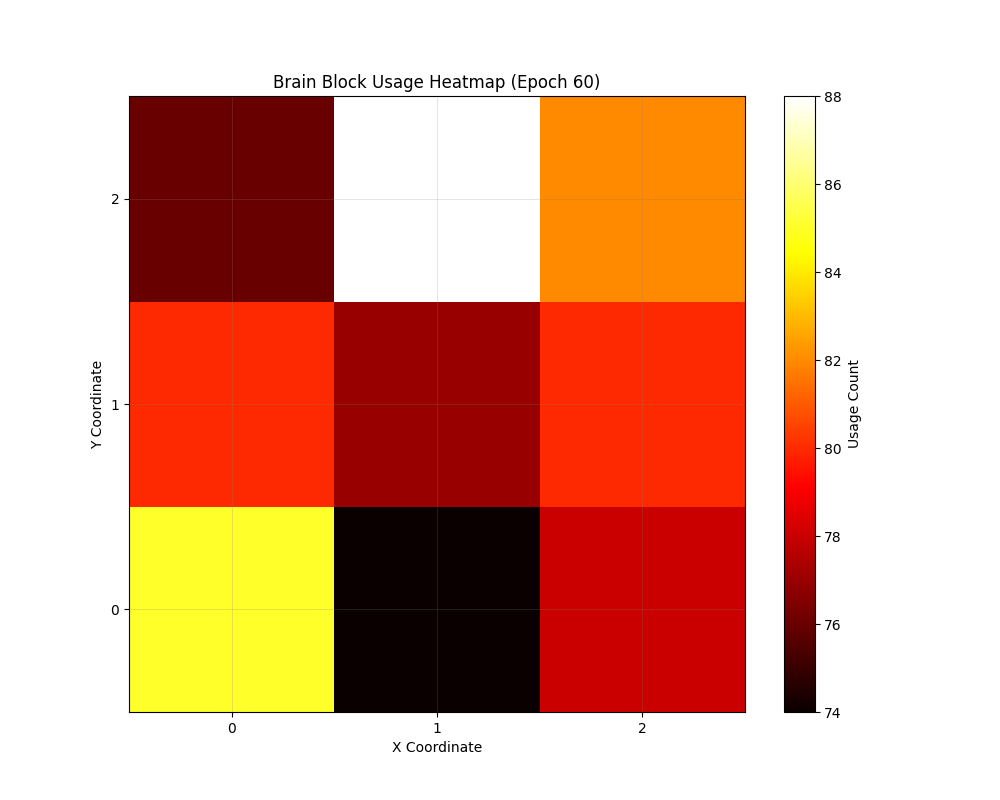 Brain Block Usage Heatmap (Epoch 60)
88
86
84
82
80
78
76
74
Usage Count
2
1
0
Y Coordinate
0 1 2
X Coordinate